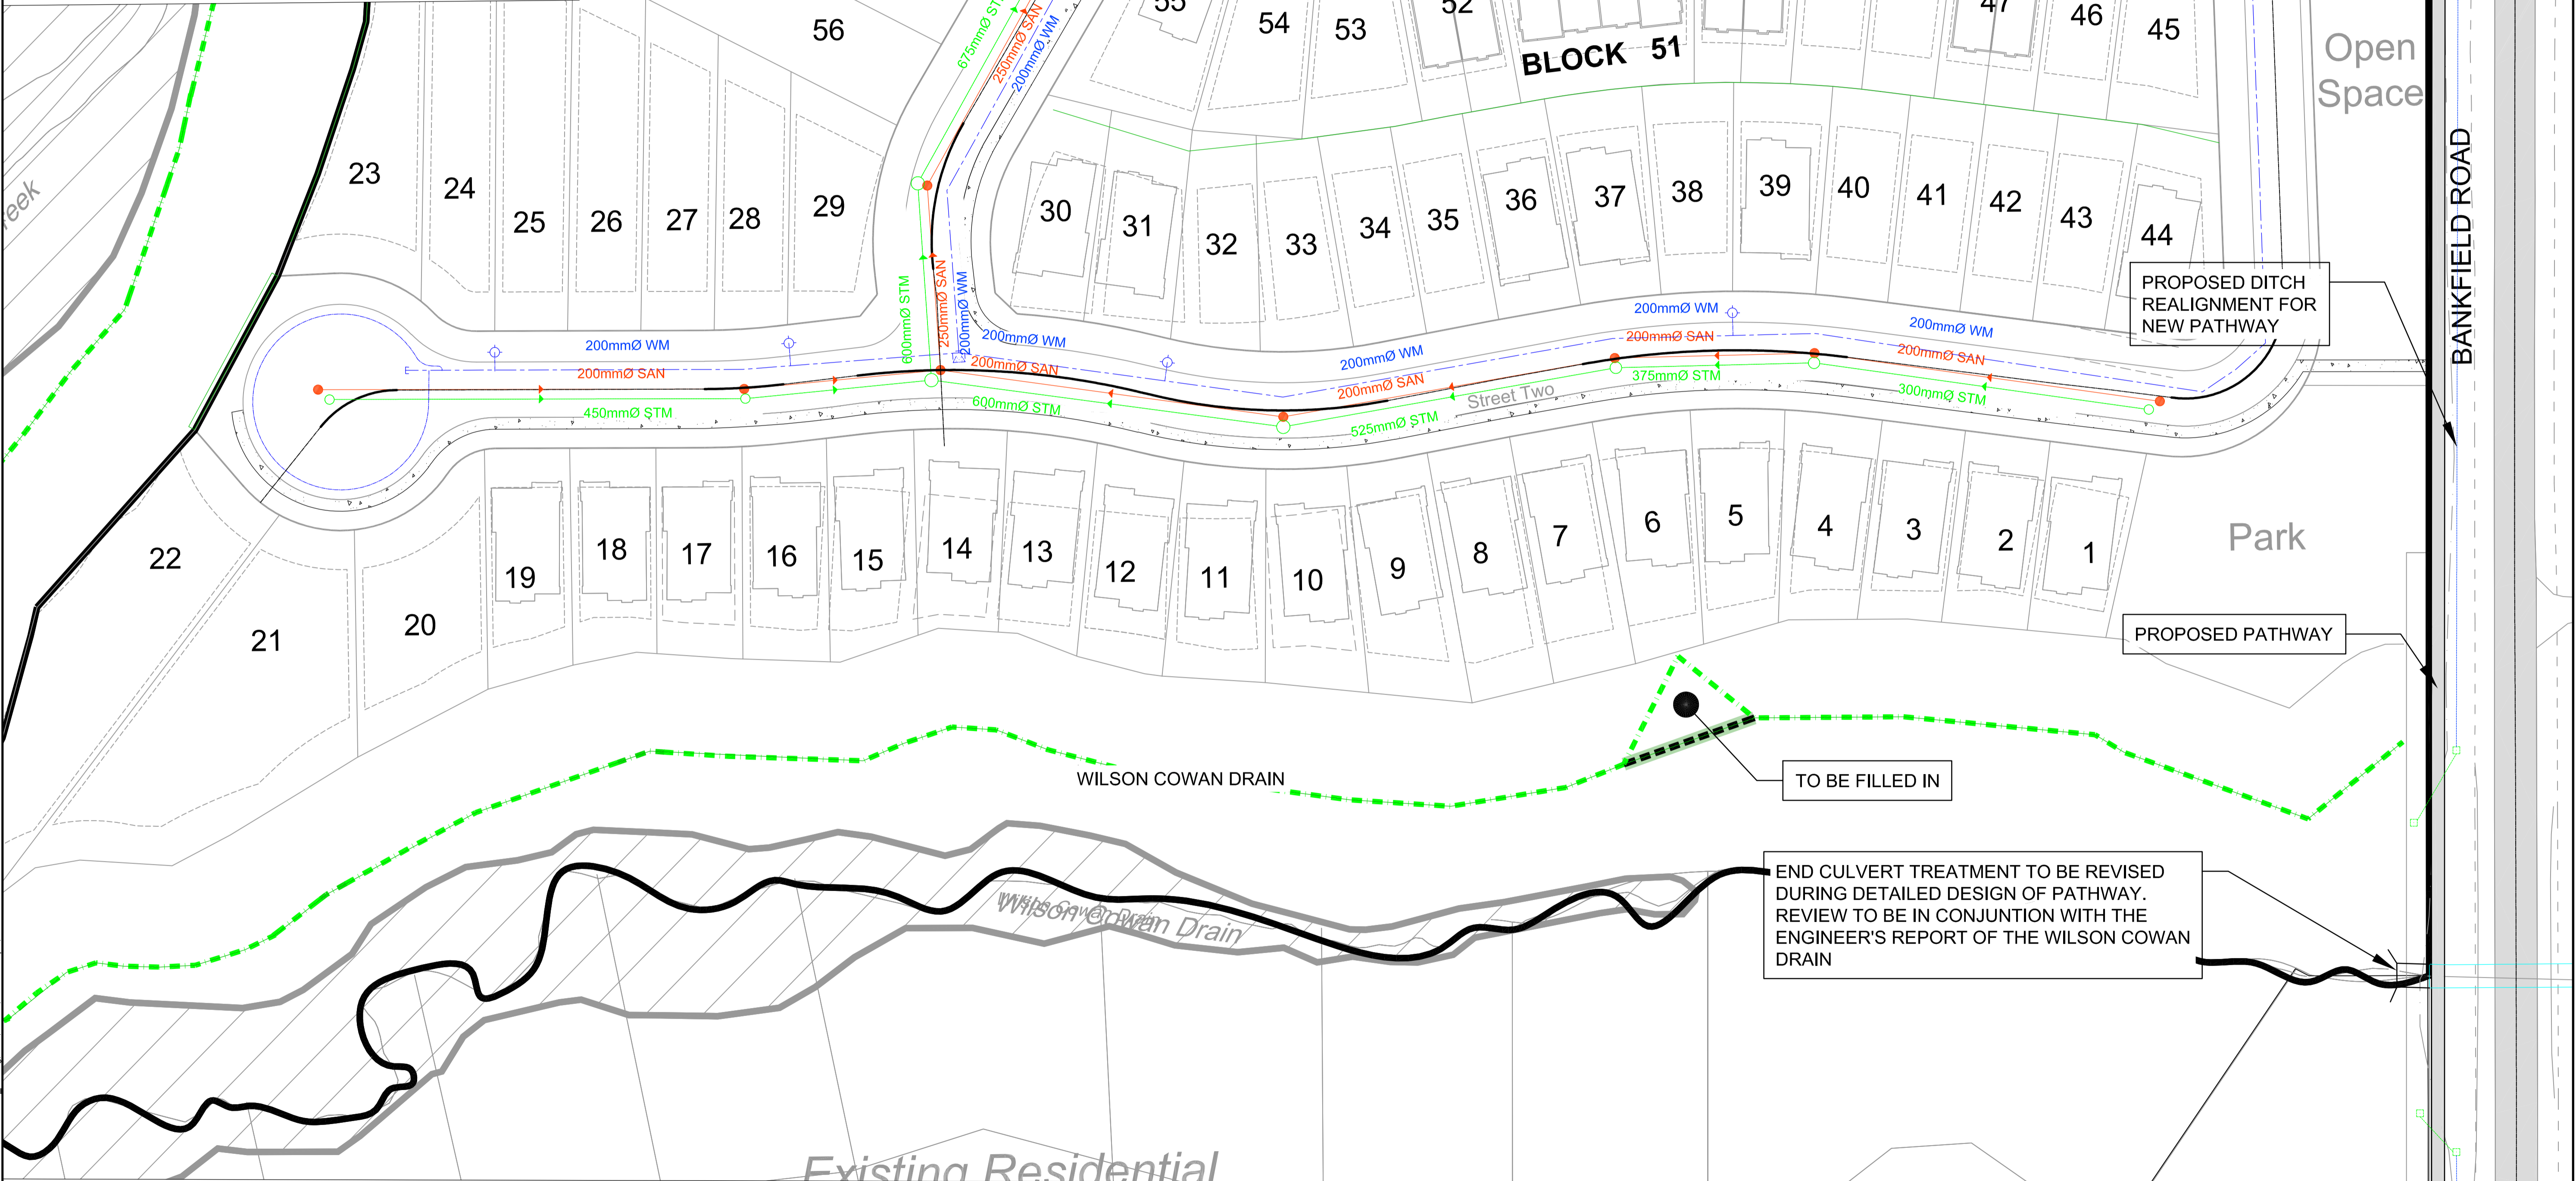 56
55
54
53
52
BLOCK 51
47
46
45
Open
Space
675mmØ STM
250mmØ SAN
200mmØ WM
BANKFIELD ROAD
23
24
25
26
27
28
29
30
31
32
33
34
35
36
37
38
39
40
41
42
43
44
PROPOSED DITCH
REALIGNMENT FOR
NEW PATHWAY
600mmØ STM
250mmØ SAN
200mmØ WM
200mmØ WM
200mmØ WM
200mmØ WM
200mmØ WM
200mmØ WM
200mmØ SAN
200mmØ SAN
200mmØ SAN
200mmØ SAN
200mmØ SAN
450mmØ STM
600mmØ STM
525mmØ STM
375mmØ STM
300mmØ STM
Street Two
22
21
20
19
18
17
16
15
14
13
12
11
10
9
8
7
6
5
4
3
2
1
Park
PROPOSED PATHWAY
WILSON COWAN DRAIN
TO BE FILLED IN
END CULVERT TREATMENT TO BE REVISED
DURING DETAILED DESIGN OF PATHWAY.
REVIEW TO BE IN CONJUNTION WITH THE
ENGINEER'S REPORT OF THE WILSON COWAN
DRAIN
Wilson Cowan Drain
Wilson Cowan Drain
Existing Residential